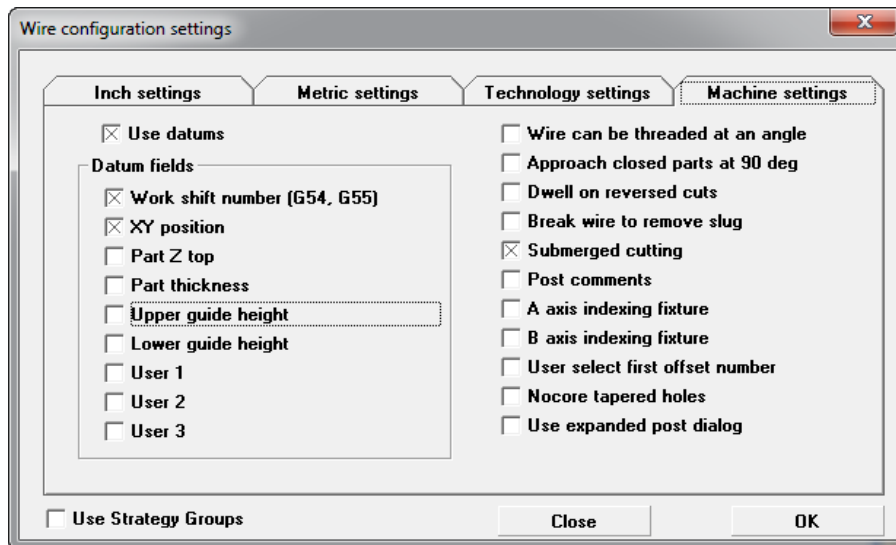 Wire configuration settings
Inch settings
Metric settings
Technology settings
Machine settings
Use datums
Datum fields
Work shift number (G54, G55)
XY position
Part Z top
Part thickness
Upper guide height
Lower guide height
User 1
User 2
User 3
Wire can be threaded at an angle
Approach closed parts at 90 deg
Dwell on reversed cuts
Break wire to remove slug
Submerged cutting
Post comments
A axis indexing fixture
B axis indexing fixture
User select first offset number
Nocore tapered holes
Use expanded post dialog
Use Strategy Groups
Close
OK